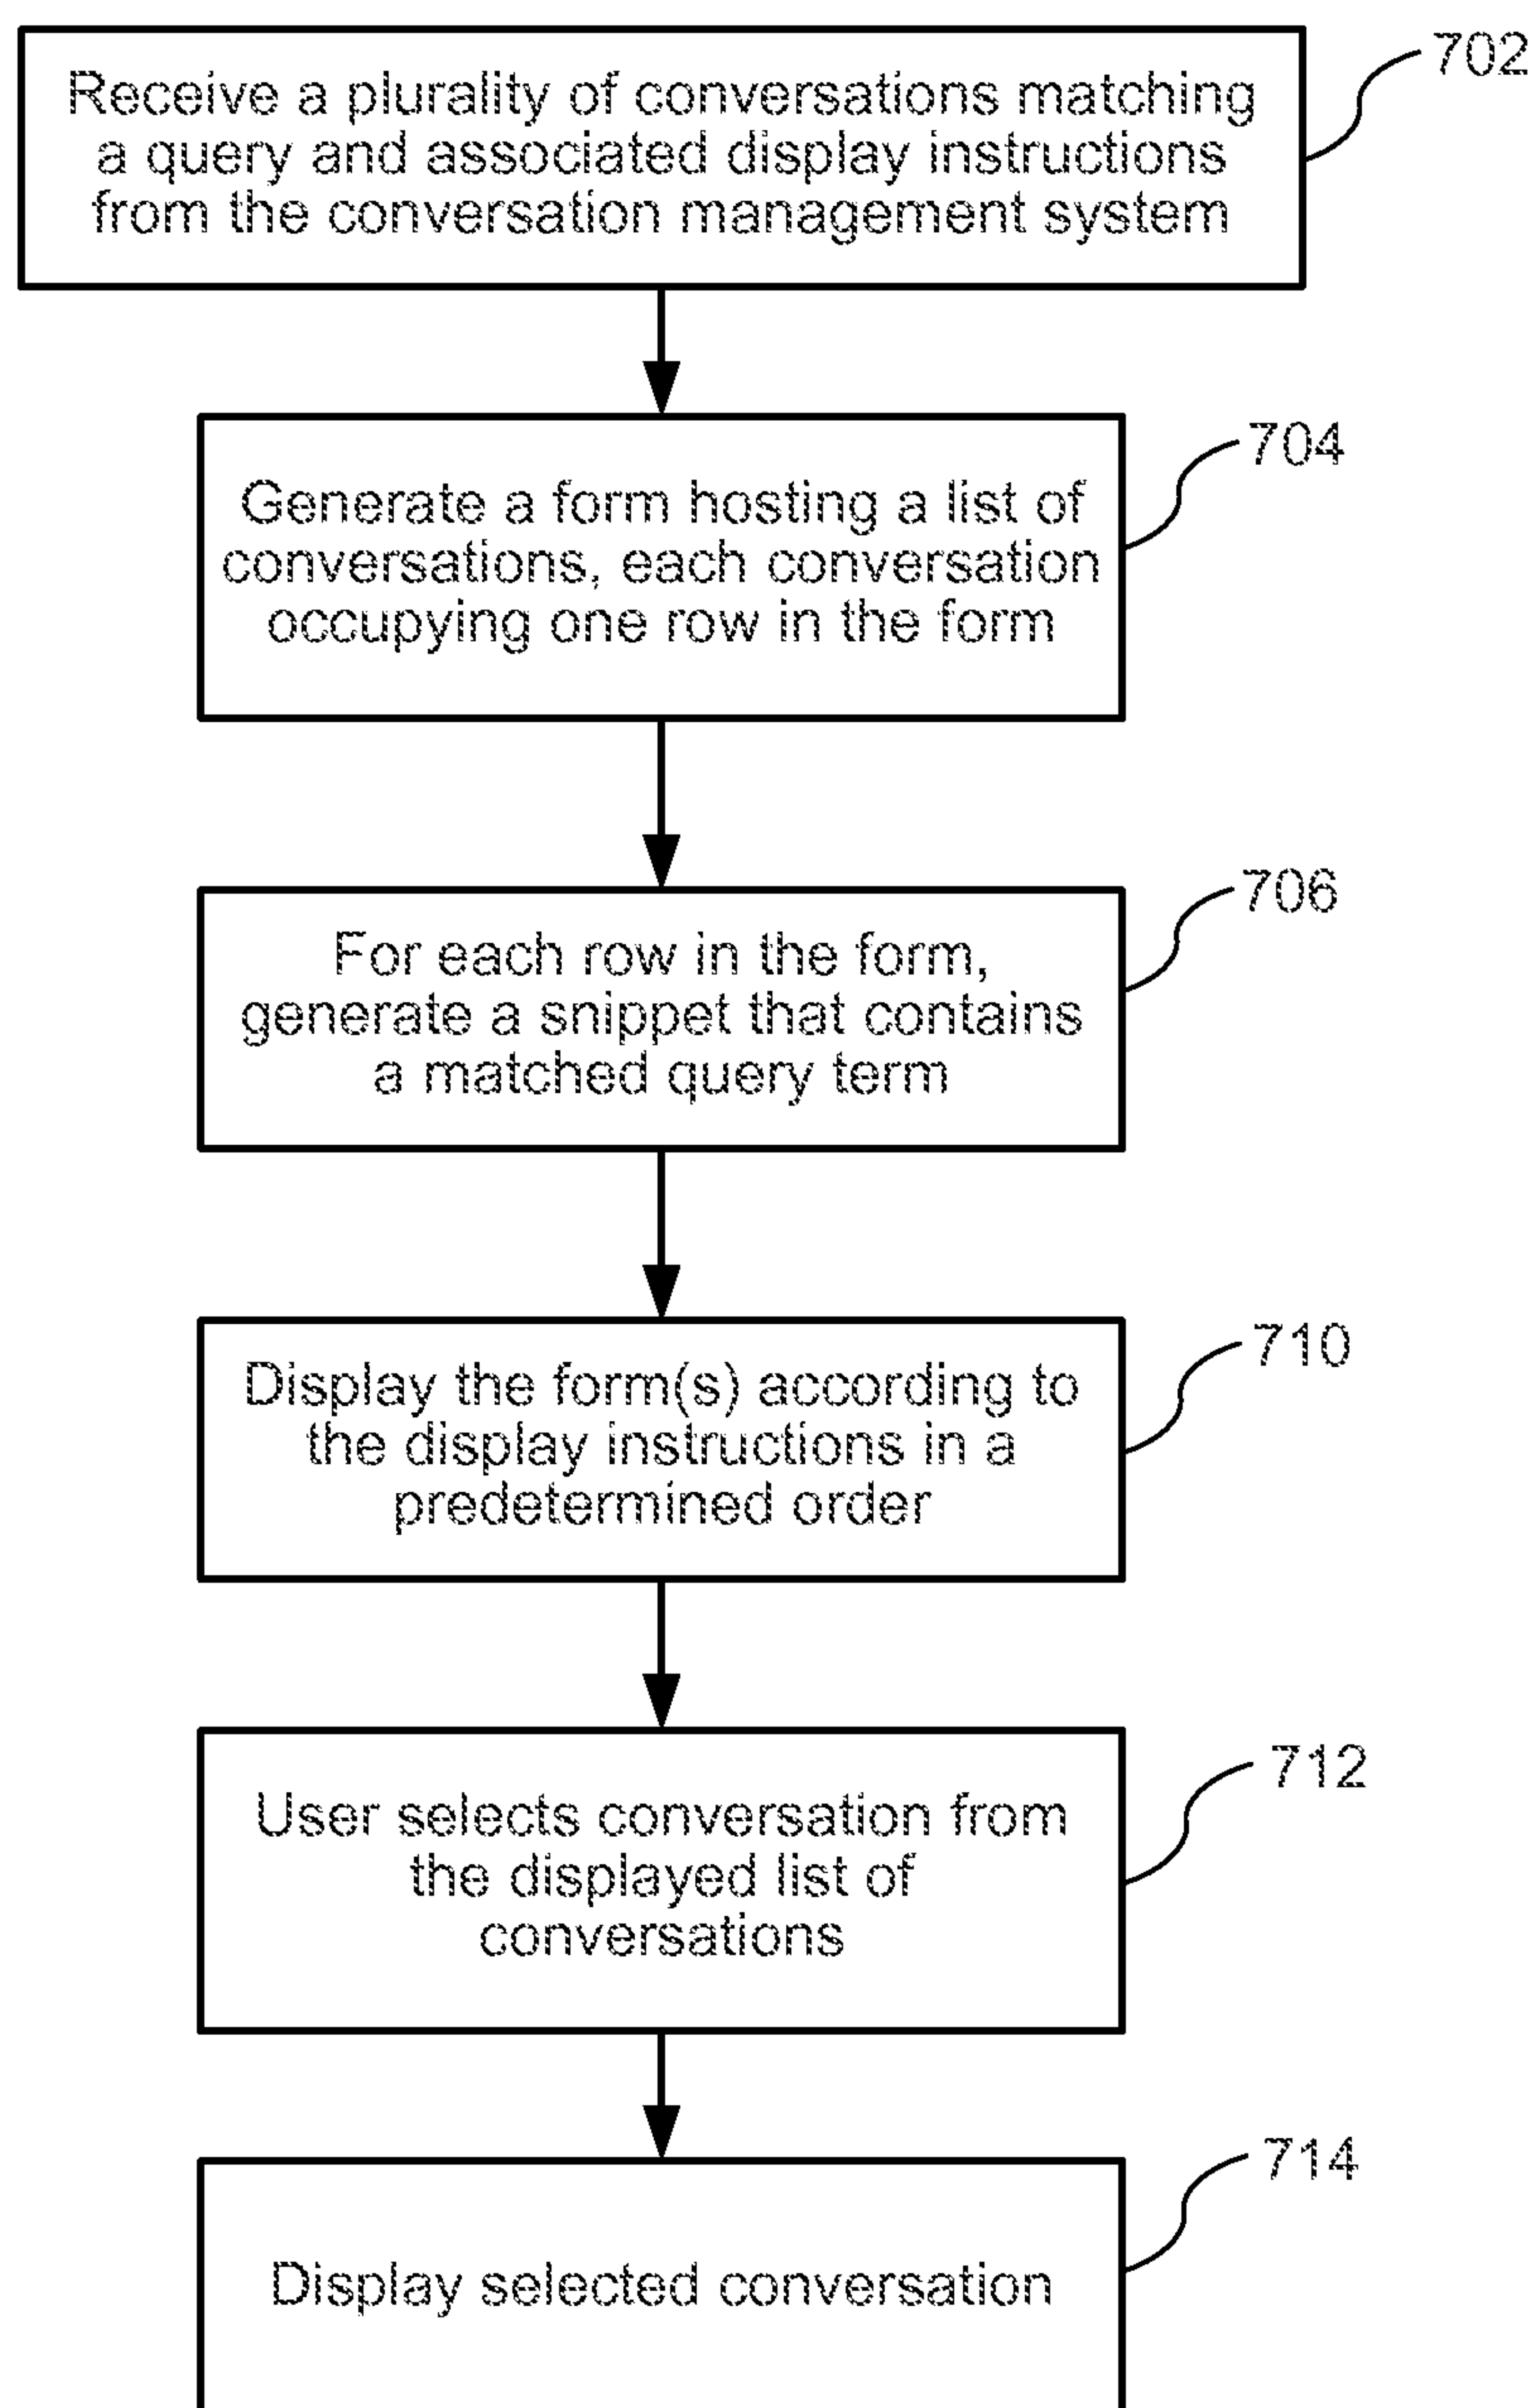 702
Receive a plurality of conversations matching
a query and associated display instructions
from the conversation management system
704
Generate a form hosting a list of
conversations, each conversation
occupying one row in the form
706
For each row in the form,
generate a snippet that contains
a matched query term
710
Display the form(s) according to
the display instructions in a
predetermined order
712
User selects conversation from
the displayed list of
conversations
714
Display selected conversation